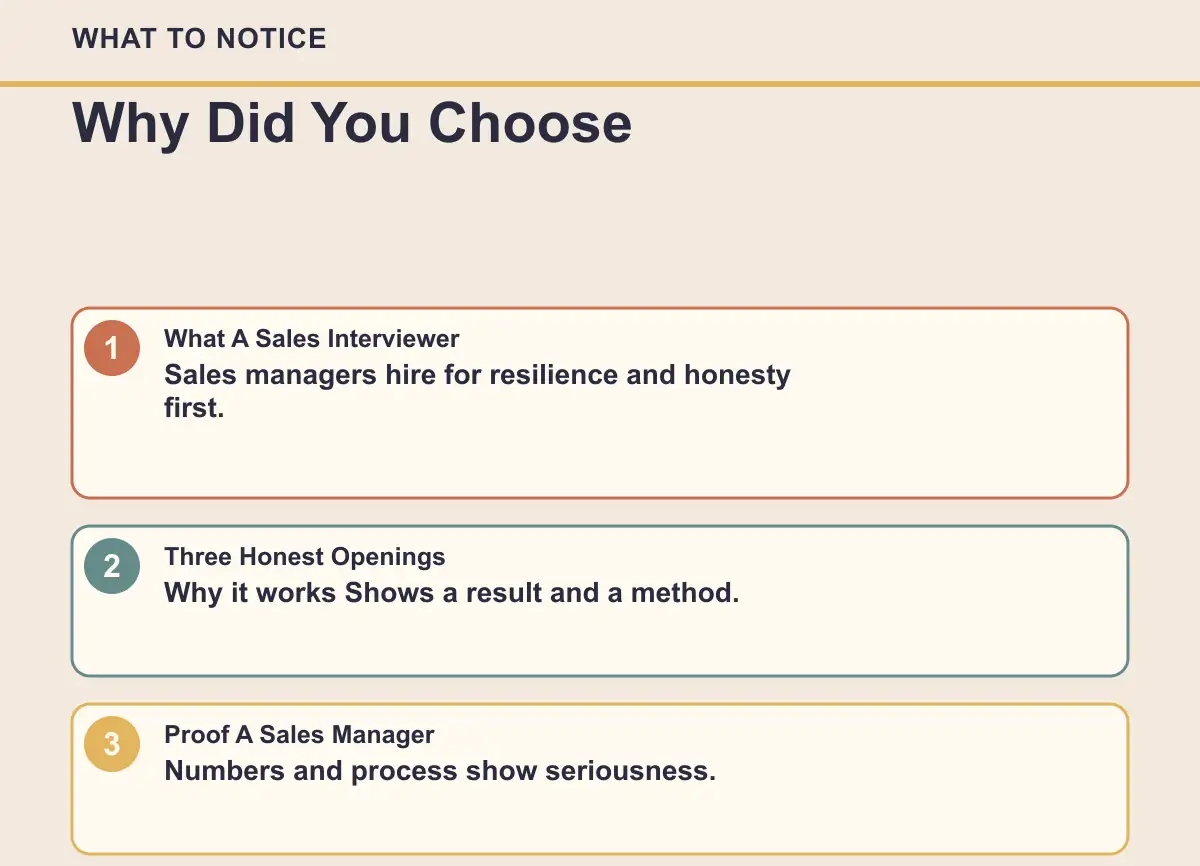 WHAT TO NOTICE
Why Did You Choose
1
What A Sales Interviewer
Sales managers hire for resilience and honesty
first.
2
Three Honest Openings
Why it works Shows a result and a method.
3
Proof A Sales Manager
Numbers and process show seriousness.